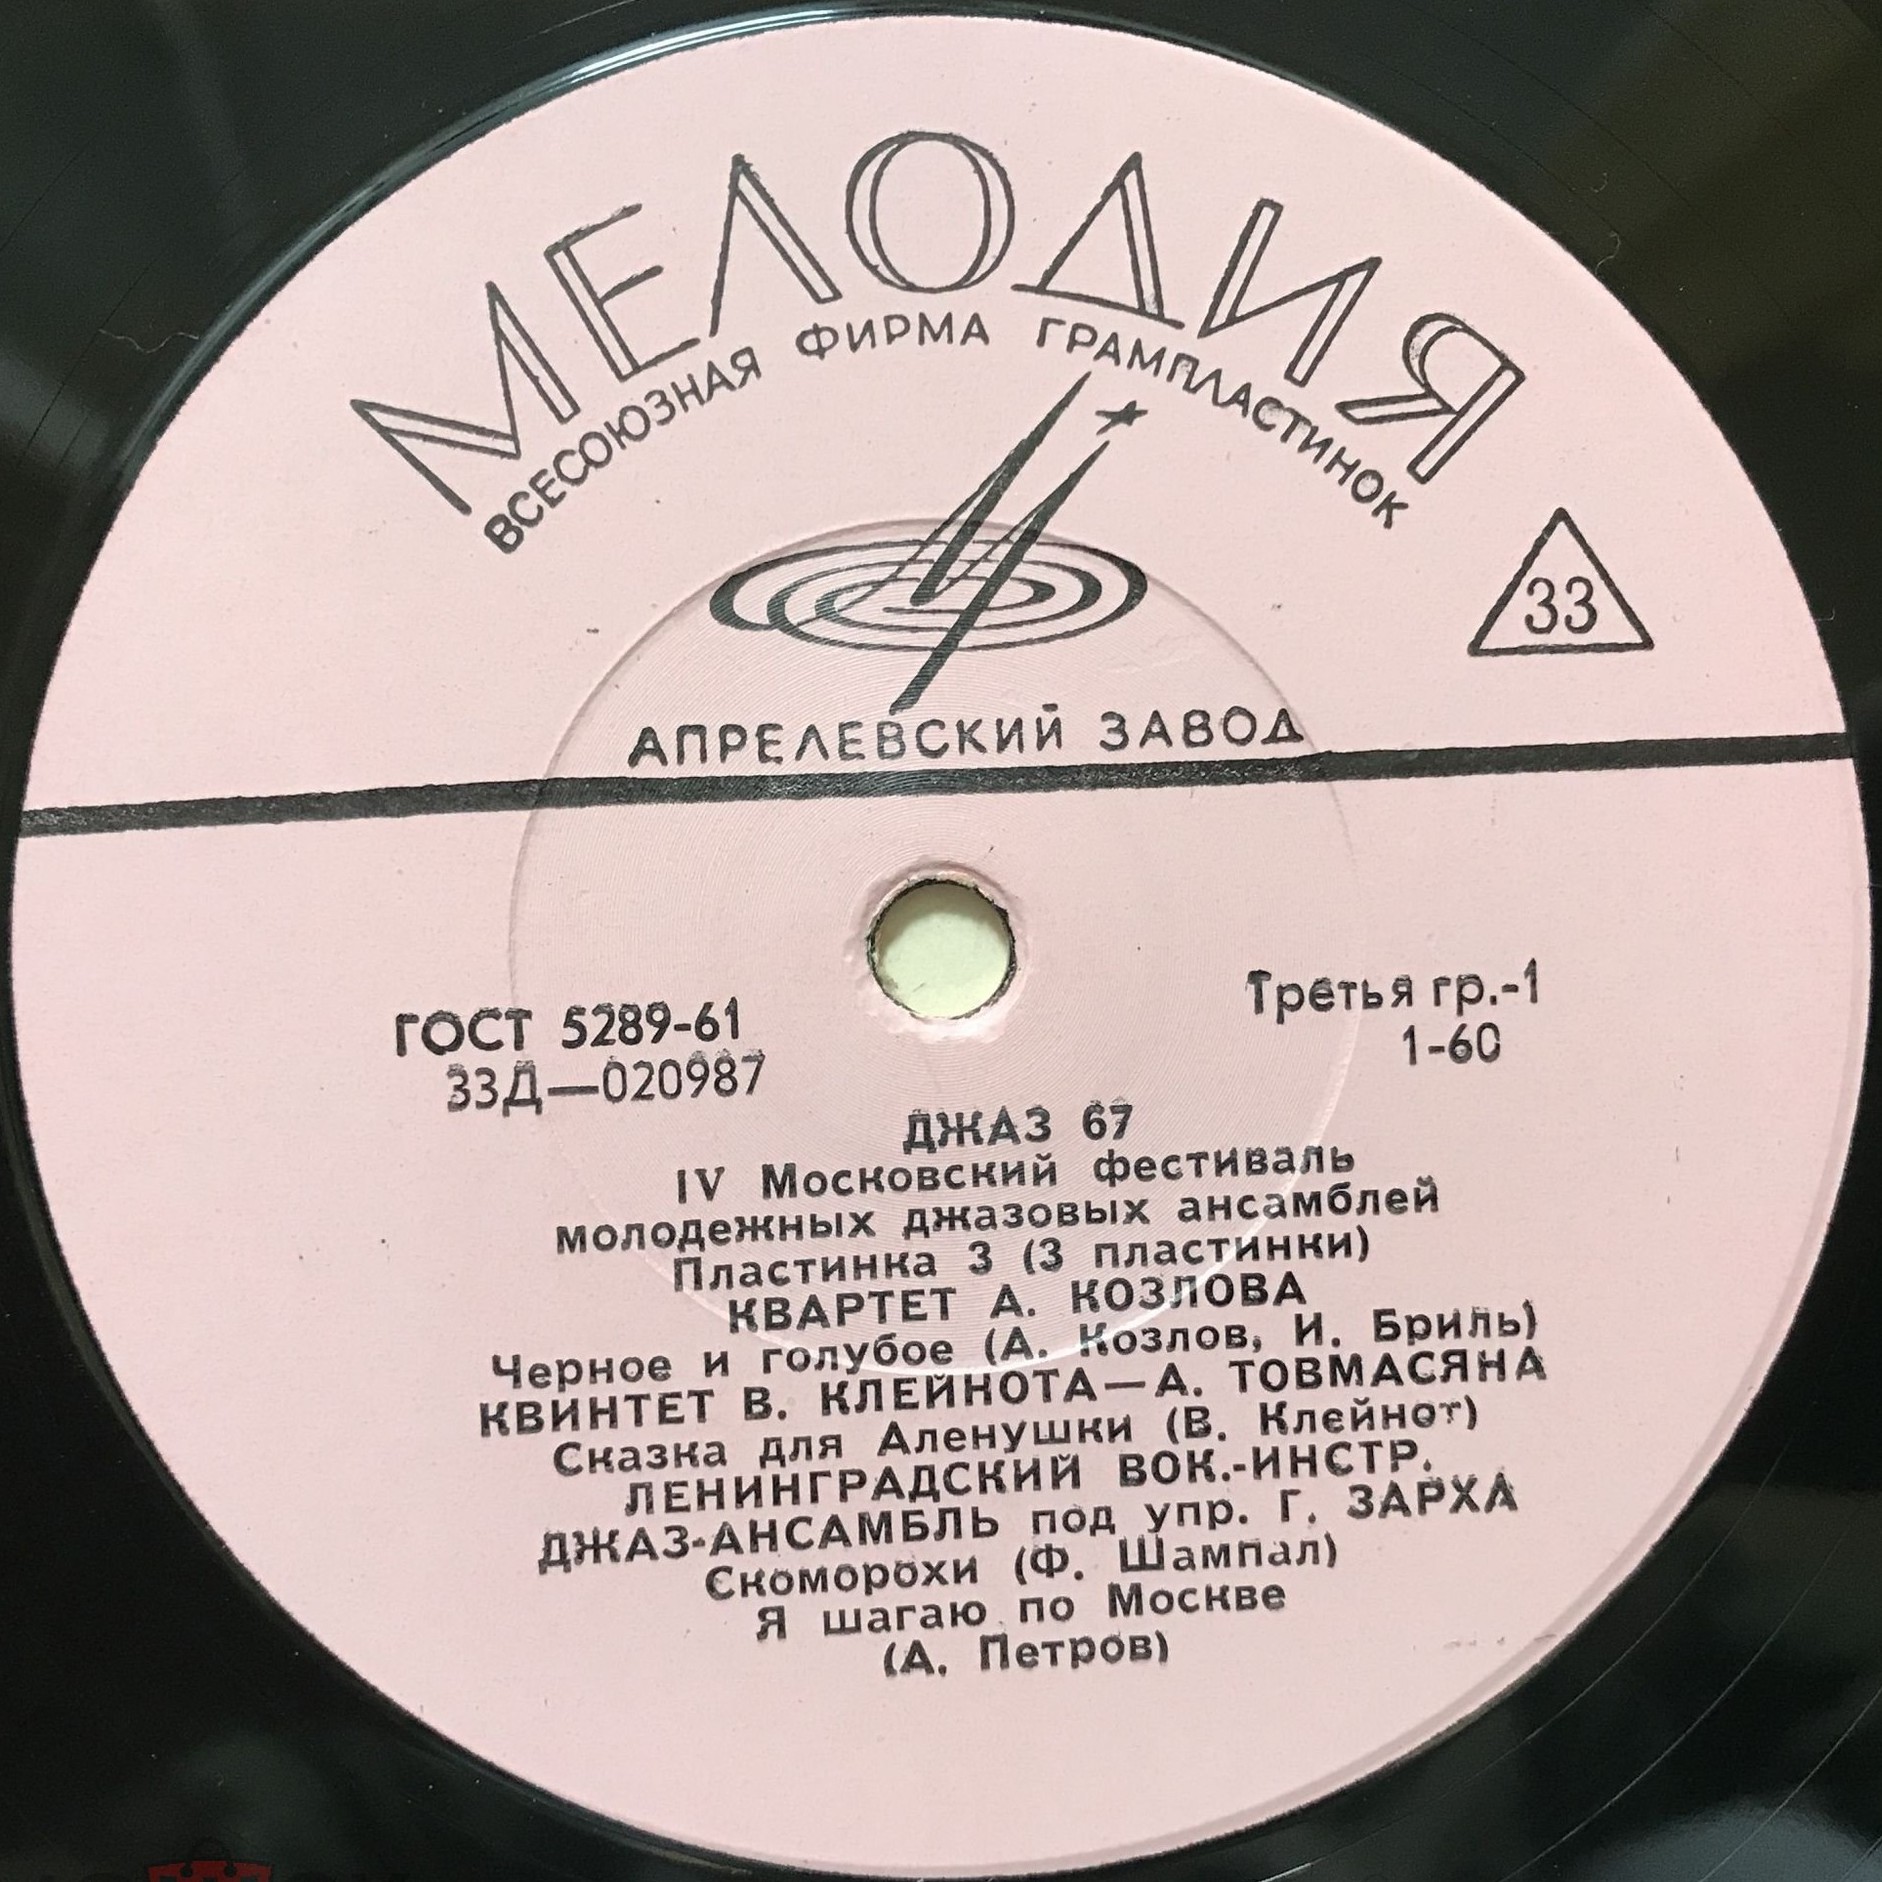 МЕЛОДИЯ
ВСЕСОЮЗНАЯ ФИРМА ГРАМПЛАСТИНОК
33
АПРЕЛЕВСКИЙ ЗАВОД
ГОСТ 5289-61
Третья гр.-1
33Д—020987
1-60
ДЖАЗ 67
IV Московский фестиваль
молодежных джазовых ансамблей
Пластинка 3 (3 пластинки)
КВАРТЕТ А. КОЗЛОВА
Черное и голубое (А. Козлов, И. Бриль)
КВИНТЕТ В. КЛЕЙНОТА—А. ТОВМАСЯНА
Сказка для Аленушки (В. Клейнот)
ЛЕНИНГРАДСКИЙ ВОК.-ИНСТР.
ДЖАЗ-АНСАМБЛЬ под упр. Г. ЗАРХА
Скоморохи (Ф. Шампал)
Я шагаю по Москве
(А. Петров)